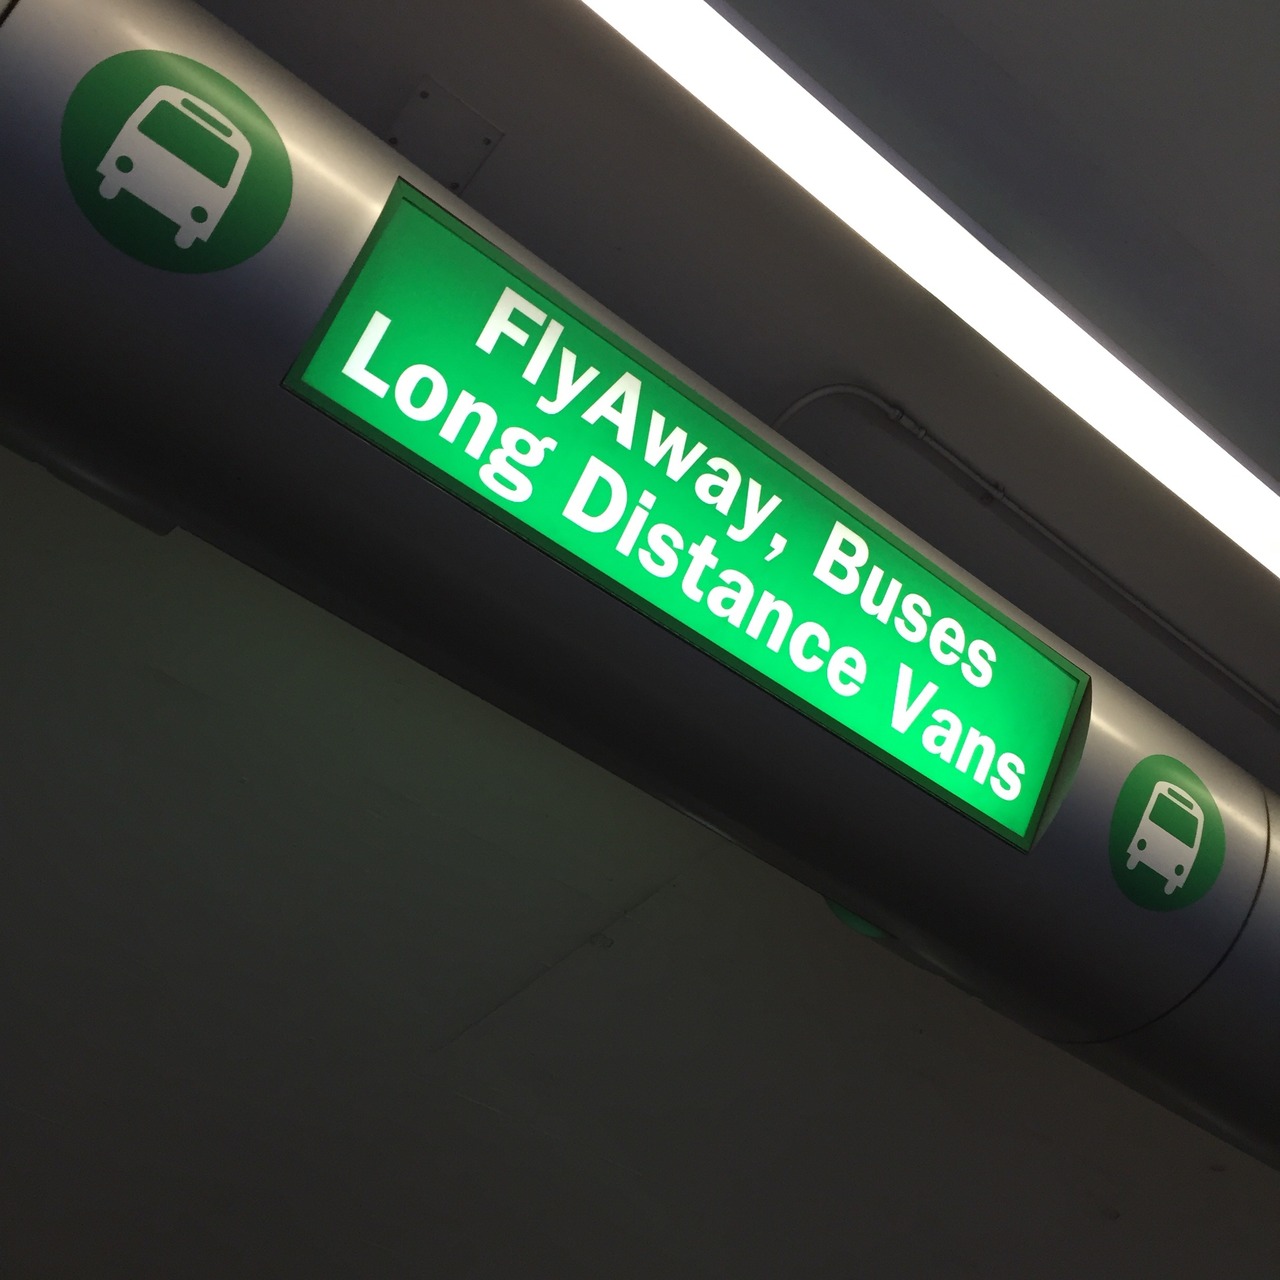 FlyAway, Buses
Long Distance Vans